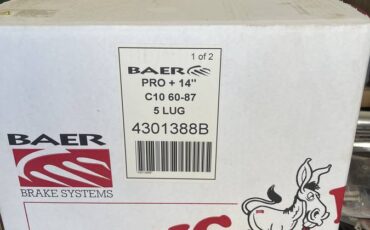 1 of 2
BAER
PRO + 14"
C10 60-87
5 LUG
4301388B
BAER
BRAKE SYSTEMS